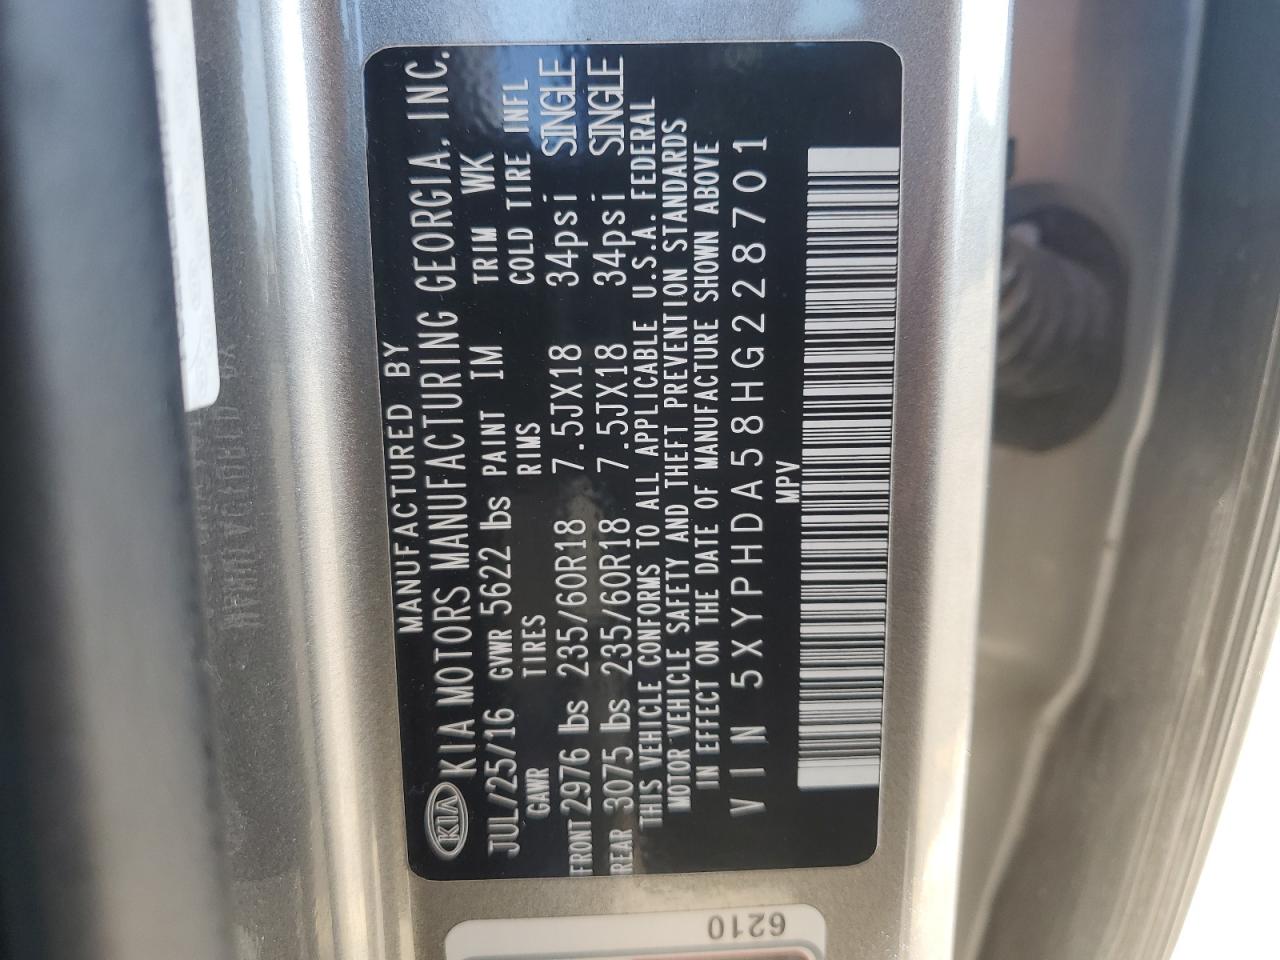 MANUFACTURED BY
KIA KIA MOTORS MANUFACTURING GEORGIA, INC.
JUL/25/16 GVWR 5622 lbs PAINT IM TRIM WK
GAWR TIRES RIMS COLD TIRE INFL
FRONT 2976 lbs 235/60R18 7.5JX18 34psi SINGLE
REAR 3075 lbs 235/60R18 7.5JX18 34psi SINGLE
THIS VEHICLE CONFORMS TO ALL APPLICABLE U.S.A. FEDERAL
MOTOR VEHICLE SAFETY AND THEFT PREVENTION STANDARDS
IN EFFECT ON THE DATE OF MANUFACTURE SHOWN ABOVE
VIN 5XYPHDA58HG228701
MPV
6210